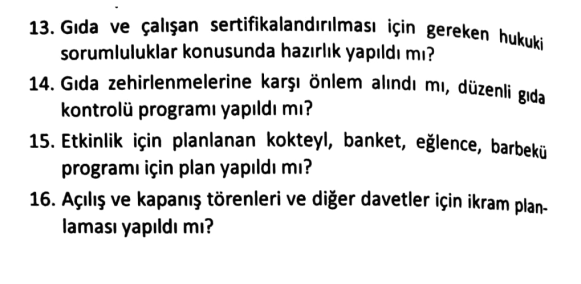 13. Gıda ve çalışan sertifikalandırılması için gereken hukuki
sorumluluklar konusunda hazırlık yapıldı mı?
14. Gıda zehirlenmelerine karşı önlem alındı mı, düzenli gıda
kontrolü programı yapıldı mı?
15. Etkinlik için planlanan kokteyl, banket, eğlence, barbekü
programı için plan yapıldı mı?
16. Açılış ve kapanış törenleri ve diğer davetler için ikram plan-
laması yapıldı mı?